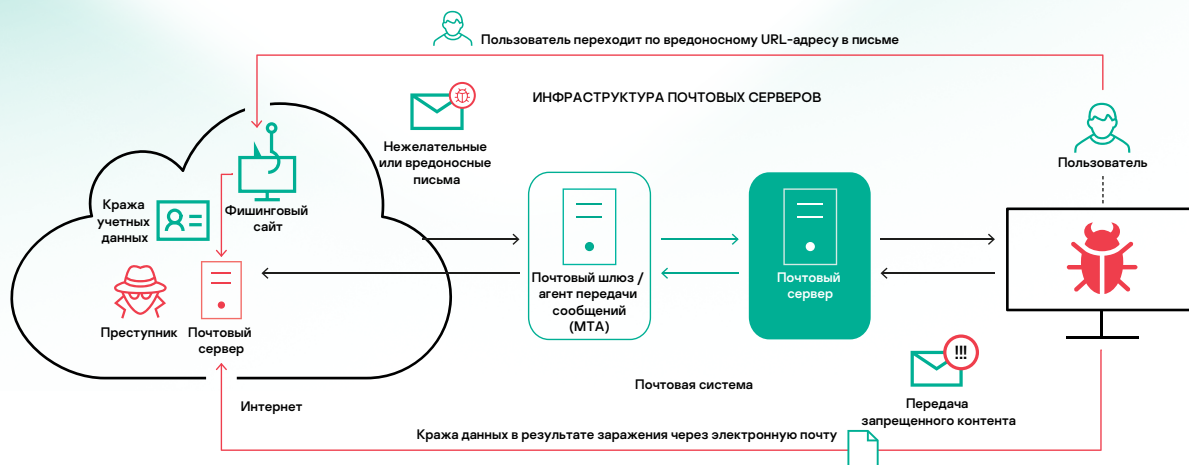 Пользователь переходит по вредоносному URL-адресу в письме
ИНФРАСТРУКТУРА ПОЧТОВЫХ СЕРВЕРОВ
Нежелательные
или вредоносные
письма
Пользователь
Кража
учетных
данных
Фишинговый
сайт
Преступник
Почтовый
сервер
Почтовый шлюз /
агент передачи
сообщений
(MTA)
Почтовый
сервер
!!!
Почтовая система
Передача
запрещенного контента
Интернет
Кража данных в результате заражения через электронную почту